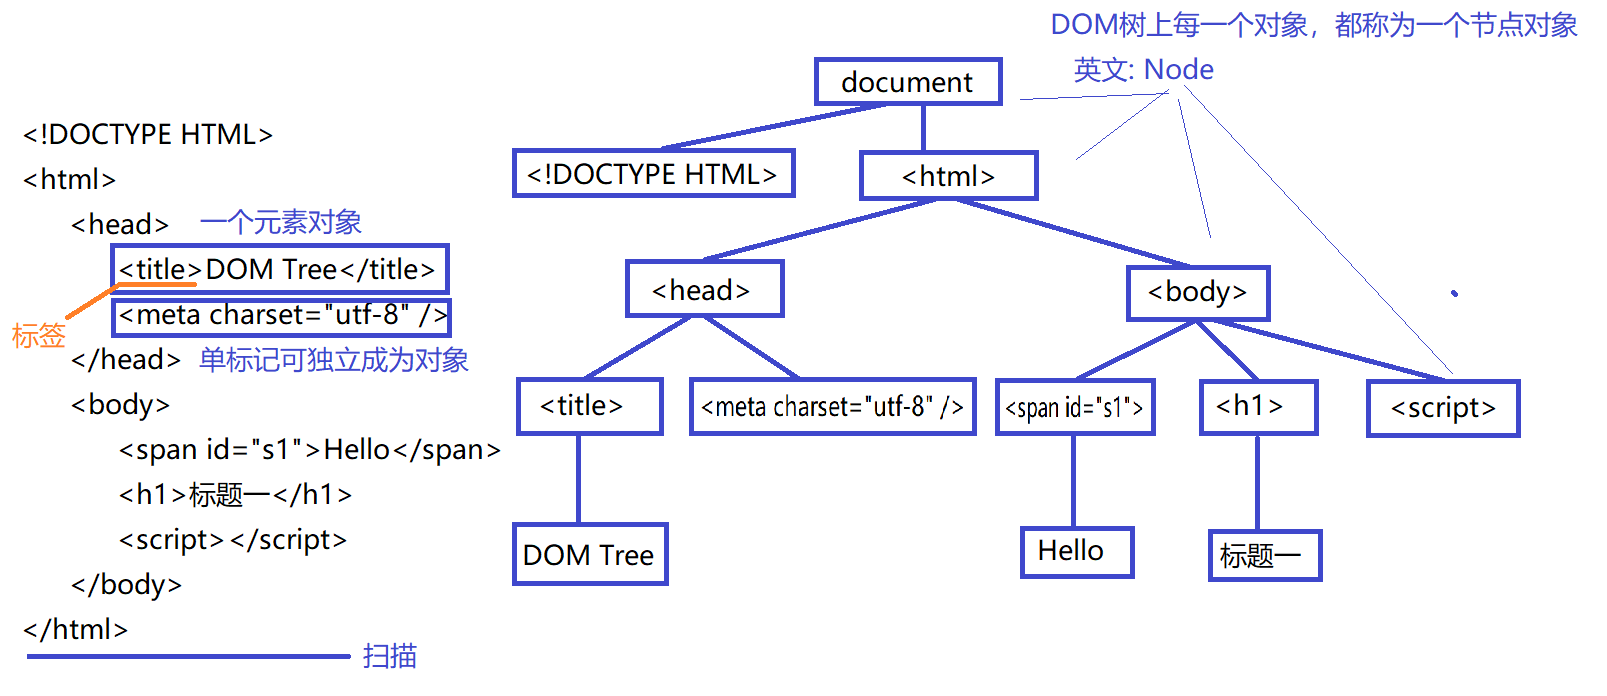 DOM树上每一个对象，都称为一个节点对象
英文: Node
<!DOCTYPE HTML>
<html>
<head> 一个元素对象
<title>DOM Tree</title>
<meta charset="utf-8" />
标签
</head> 单标记可独立成为对象
<body>
<span id="s1">Hello</span>
<h1>标题一</h1>
<script></script>
</body>
</html>
扫描
document
<!DOCTYPE HTML> <html>
<head> <body>
<title> <meta charset="utf-8" /> <span id="s1"> <h1> <script>
DOM Tree Hello 标题一